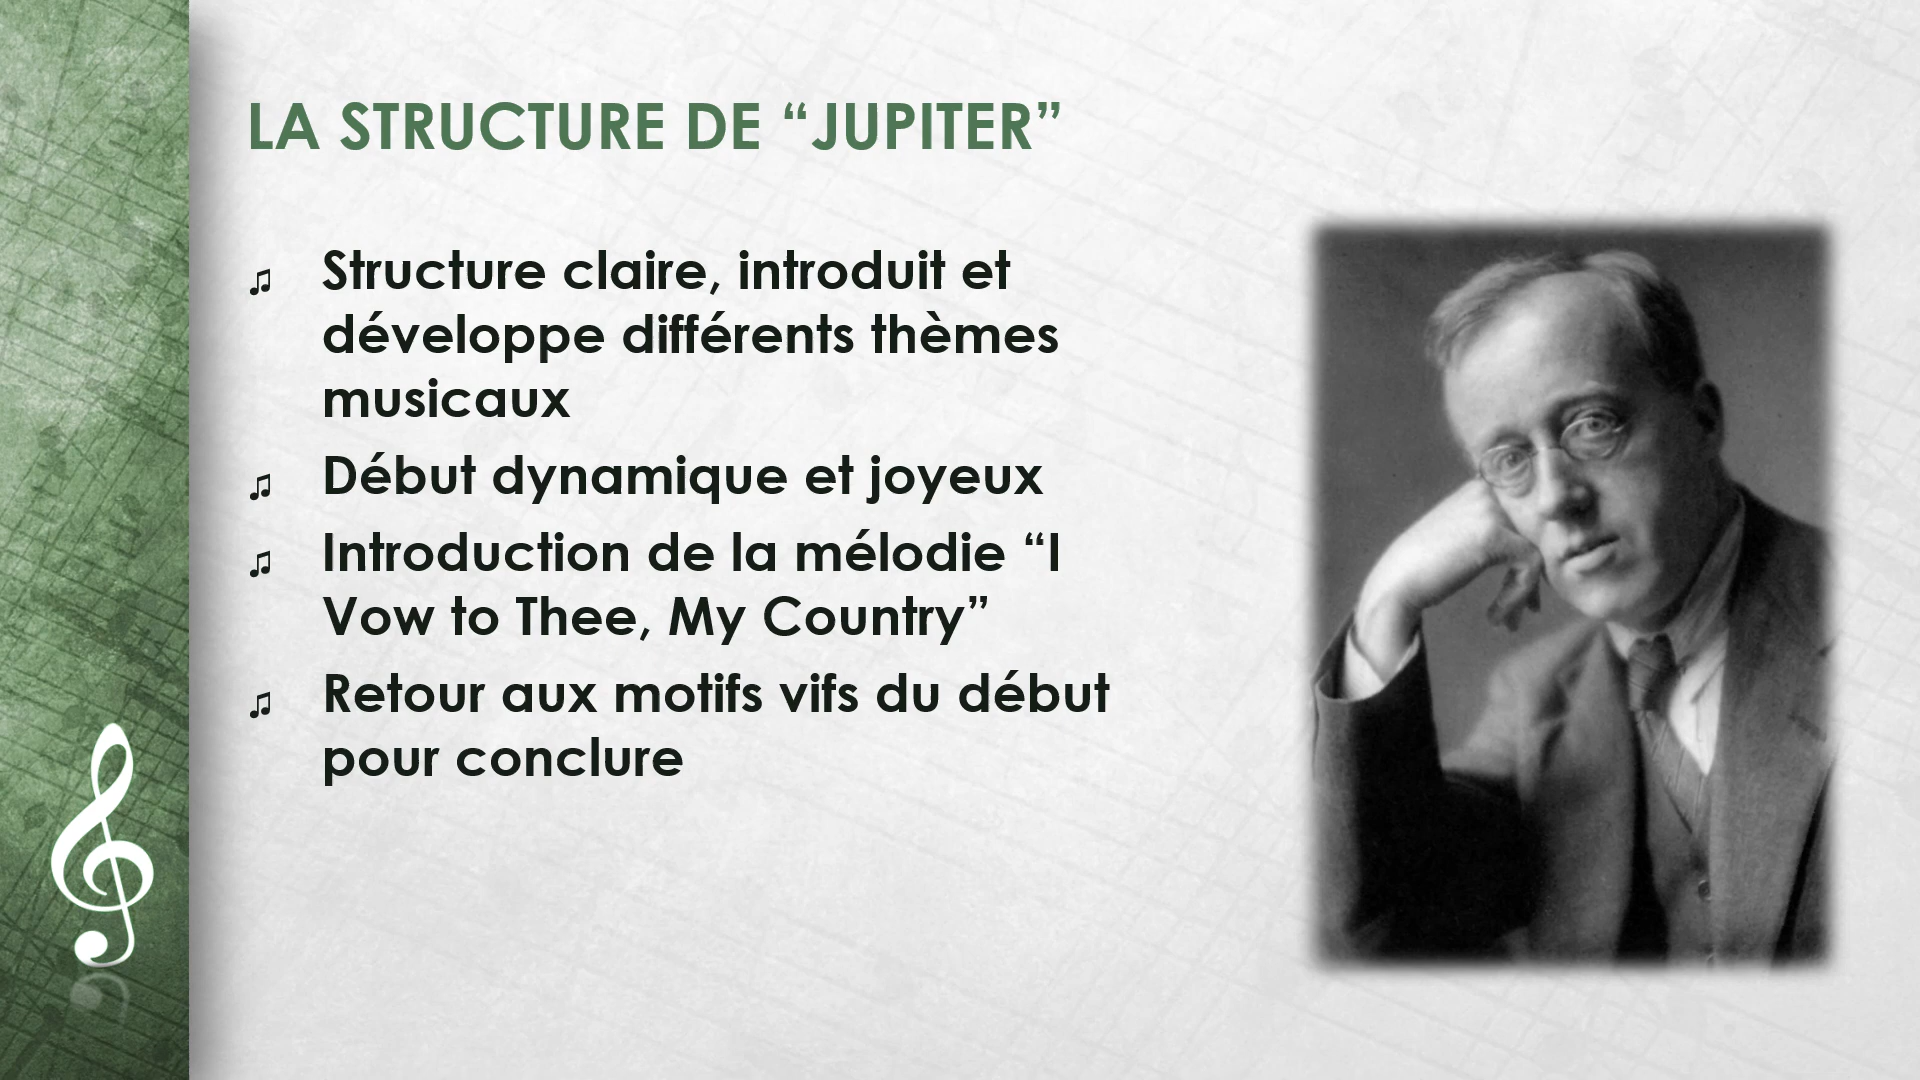 LA STRUCTURE DE “JUPITER”
♫ Structure claire, introduit et
développe différents thèmes
musicaux
♫ Début dynamique et joyeux
♫ Introduction de la mélodie “I
Vow to Thee, My Country”
♫ Retour aux motifs vifs du début
pour conclure